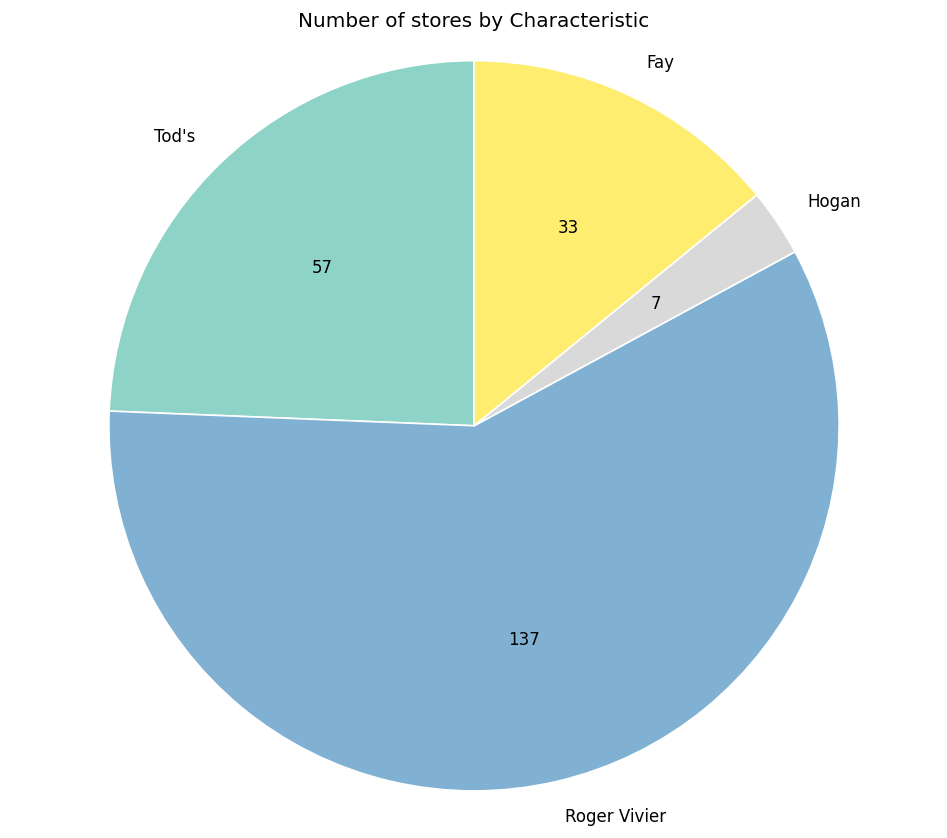 Number of stores by Characteristic
Fay
Tod's
Hogan
33
57
7
137
Roger Vivier